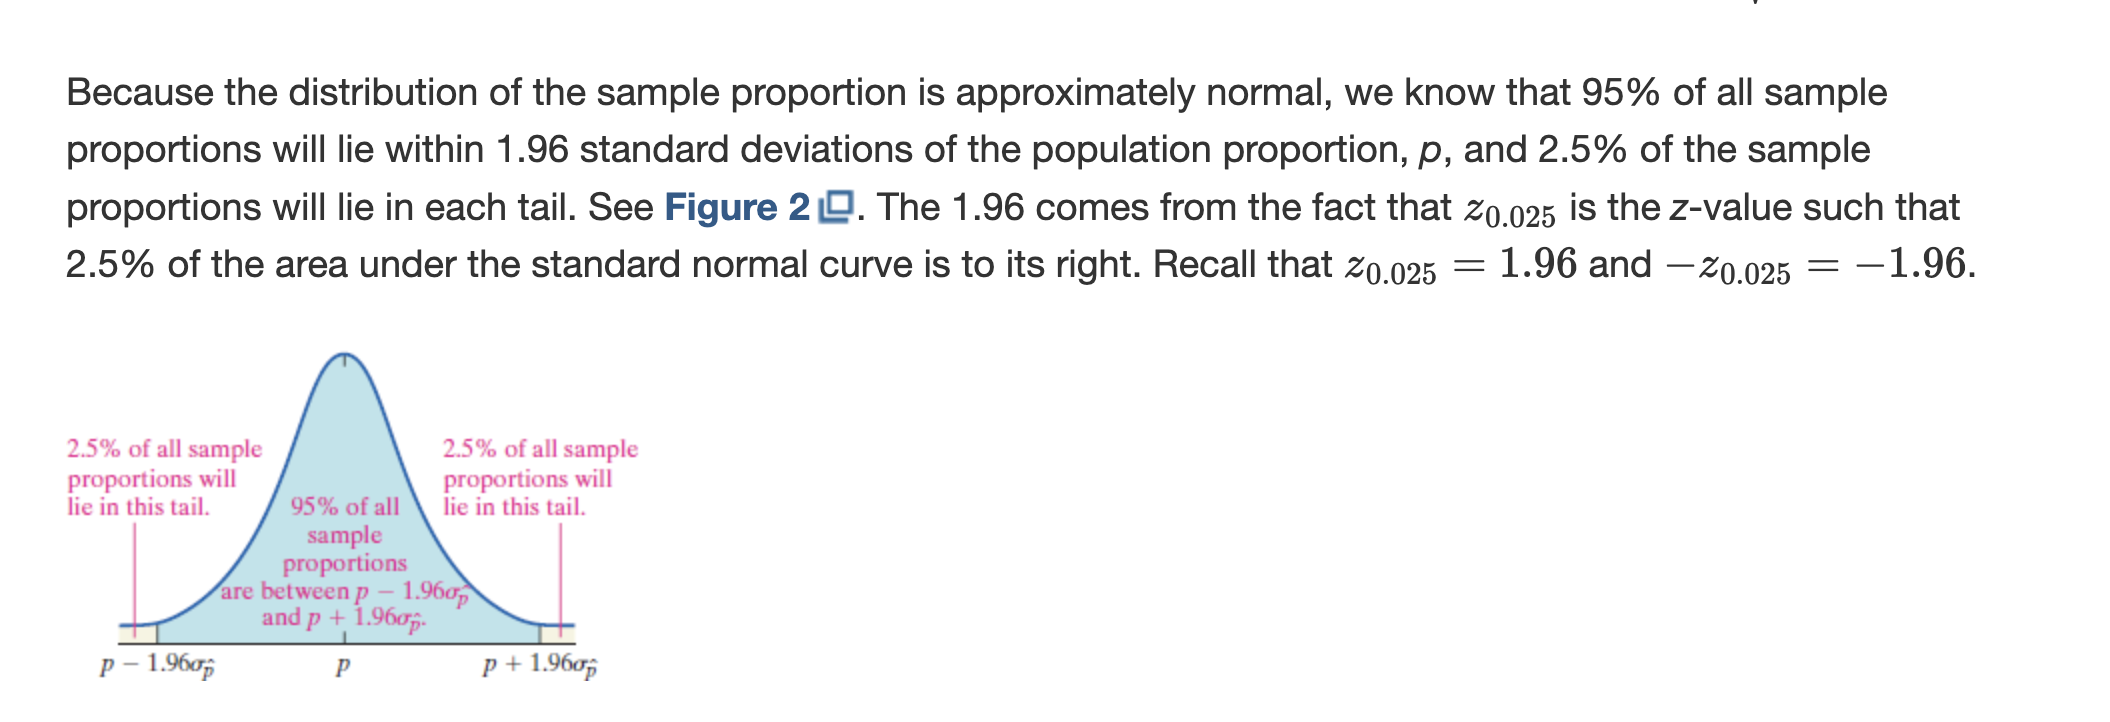 Because the distribution of the sample proportion is approximately normal, we know that 95% of all sample
proportions will lie within 1.96 standard deviations of the population proportion, p, and 2.5% of the sample
proportions will lie in each tail. See Figure 2. The 1.96 comes from the fact that z₀.₀₂₅ is the z-value such that
2.5% of the area under the standard normal curve is to its right. Recall that z₀.₀₂₅ = 1.96 and −z₀.₀₂₅ = −1.96.
2.5% of all sample
proportions will
lie in this tail.
95% of all
sample
proportions
are between p − 1.96σp̂
and p + 1.96σp̂.
2.5% of all sample
proportions will
lie in this tail.
p − 1.96σp̂
p
p + 1.96σp̂